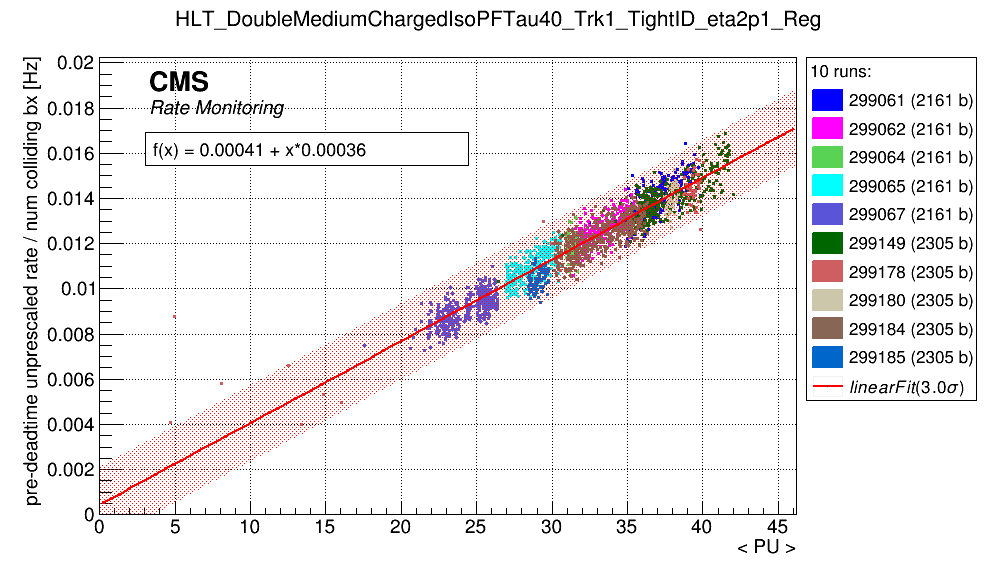 HLT_DoubleMediumChargedIsoPFTau40_Trk1_TightID_eta2p1_Reg
pre-deadtime unprescaled rate / num colliding bx [Hz]
0.02
0.018
0.016
0.014
0.012
0.01
0.008
0.006
0.004
0.002
0
CMS
Rate Monitoring
f(x) = 0.00041 + x*0.00036
0 5 10 15 20 25 30 35 40 45
< PU >
10 runs:
299061 (2161 b)
299062 (2161 b)
299064 (2161 b)
299065 (2161 b)
299067 (2161 b)
299149 (2305 b)
299178 (2305 b)
299180 (2305 b)
299184 (2305 b)
299185 (2305 b)
linearFit(3.0σ)